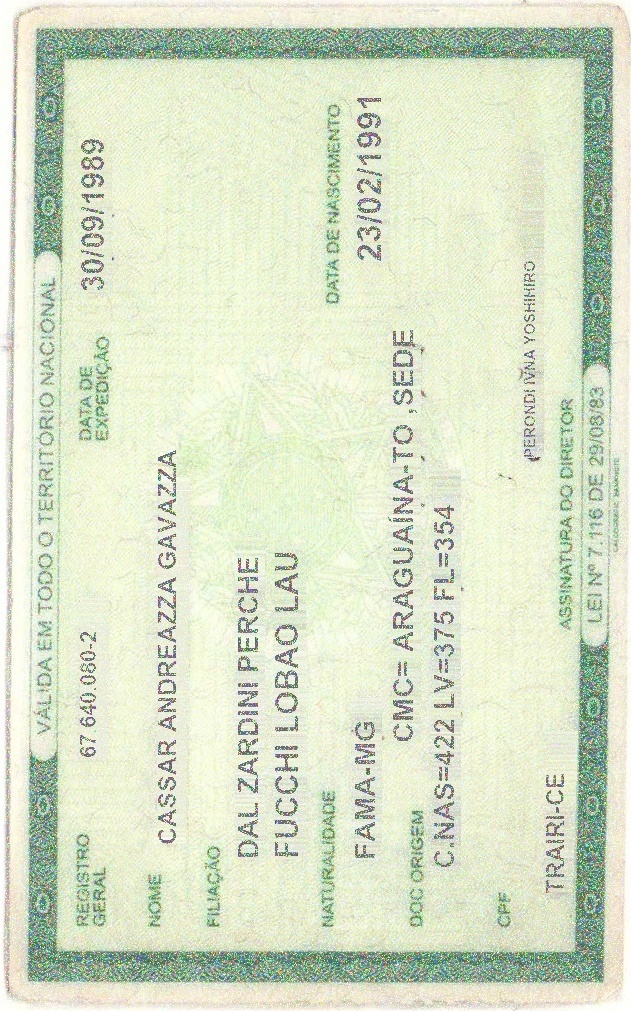 VÁLIDA EM TODO O TERRITÓRIO NACIONAL
REGISTRO GERAL 67 640.080-2 DATA DE EXPEDIÇÃO 30/09/1989
NOME CASSAR ANDREAZZA GAVAZZA
FILIAÇÃO
DAL ZARDINI PERCHE
FUCCHI LOBAO LAU
NATURALIDADE DATA DE NASCIMENTO
FAMA-MG 23/02/1991
DOC ORIGEM CMC= ARAGUAÍNA-TO ,SEDE
C.NAS=422 LV=375 FL=354
CPF
PERONDI IVNA YOSHIHIRO
TRAIRI-CE
ASSINATURA DO DIRETOR
LEI Nº 7.116 DE 29/08/83